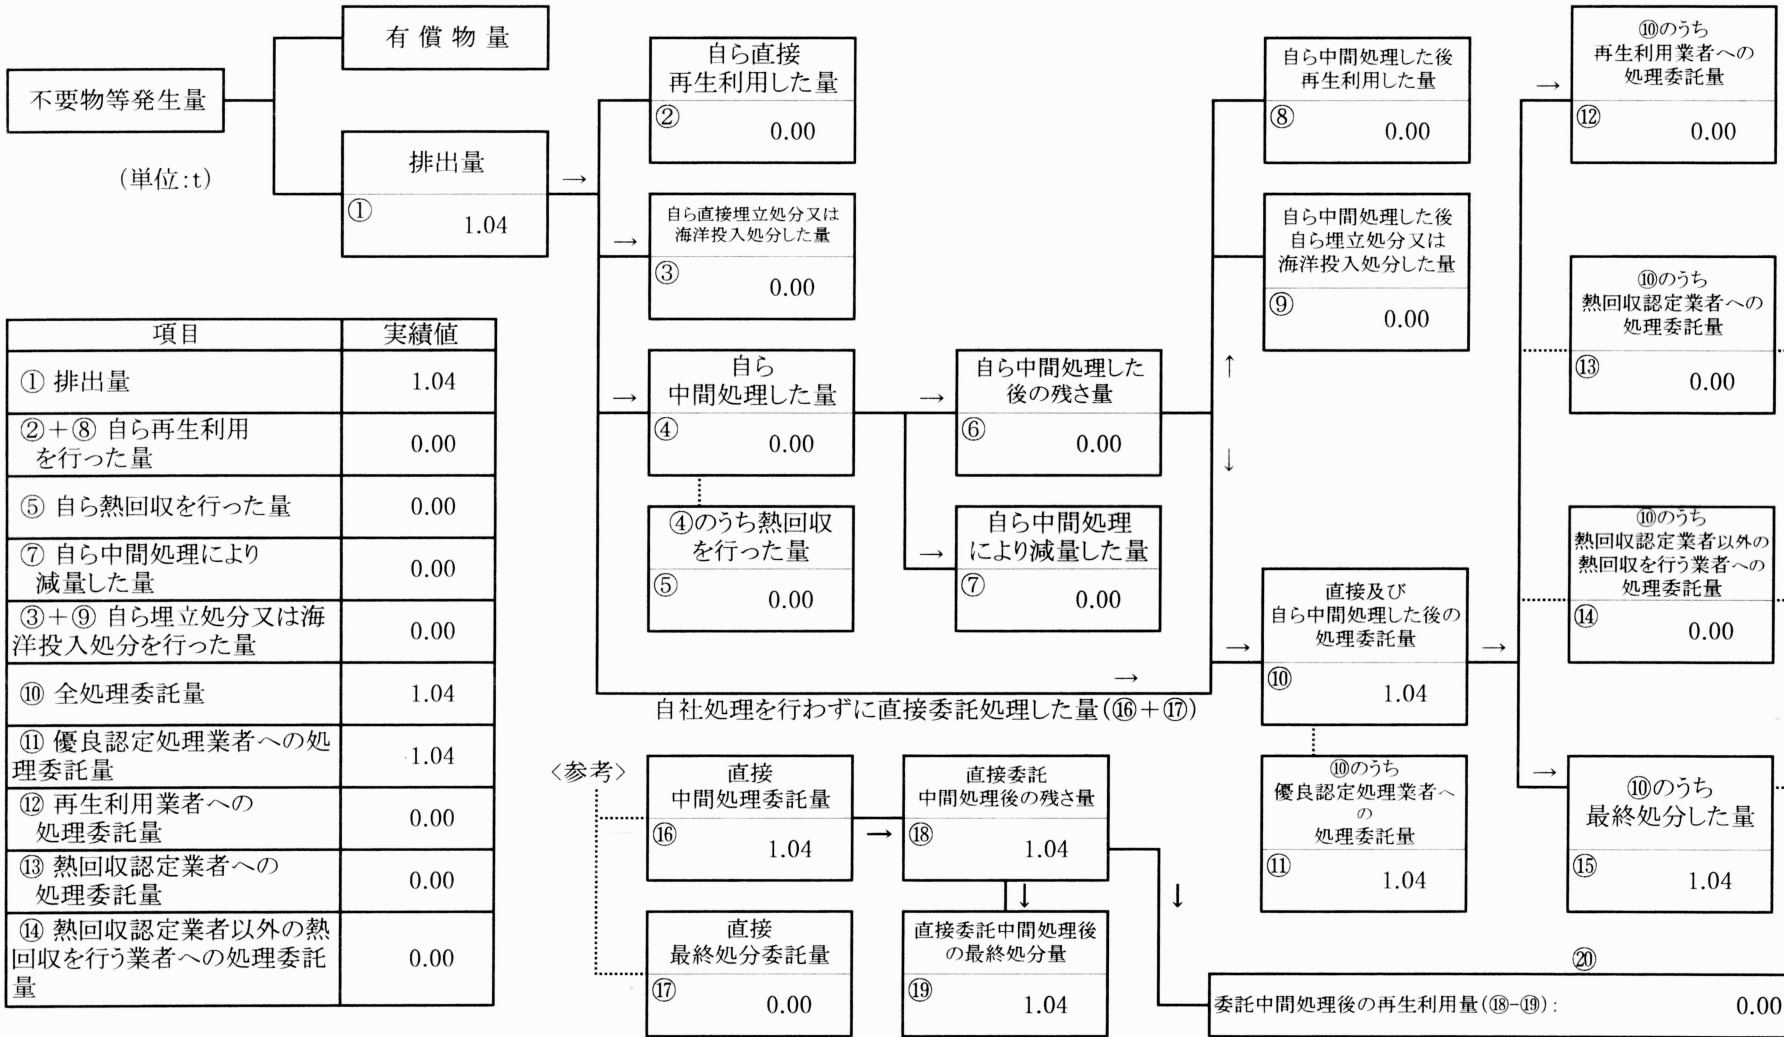 不要物等発生量
(単位:t)
有償物量
排出量
① 1.04
自ら直接
再生利用した量
② 0.00
自ら直接埋立処分又は
海洋投入処分した量
③ 0.00
自ら
中間処理した量
④ 0.00
④のうち熱回収
を行った量
⑤ 0.00
自ら中間処理した
後の残さ量
⑥ 0.00
自ら中間処理
により減量した量
⑦ 0.00
自ら中間処理した後
再生利用した量
⑧ 0.00
自ら中間処理した後
自ら埋立処分又は
海洋投入処分した量
⑨ 0.00
直接及び
自ら中間処理した後の
処理委託量
⑩ 1.04
⑩のうち
優良認定処理業者へ
の
処理委託量
⑪ 1.04
⑩のうち
再生利用業者への
処理委託量
⑫ 0.00
⑩のうち
熱回収認定業者への
処理委託量
⑬ 0.00
⑩のうち
熱回収認定業者以外の
熱回収を行う業者への
処理委託量
⑭ 0.00
⑩のうち
最終処分した量
⑮ 1.04
自社処理を行わずに直接委託処理した量(⑯+⑰)
<参考>
直接
中間処理委託量
⑯ 1.04
直接
最終処分委託量
⑰ 0.00
直接委託
中間処理後の残さ量
⑱ 1.04
直接委託中間処理後
の最終処分量
⑲ 1.04
⑳
委託中間処理後の再生利用量(⑱-⑲): 0.00
項目 実績値
① 排出量 1.04
②+⑧ 自ら再生利用
を行った量 0.00
⑤ 自ら熱回収を行った量 0.00
⑦ 自ら中間処理により
減量した量 0.00
③+⑨ 自ら埋立処分又は海
洋投入処分を行った量 0.00
⑩ 全処理委託量 1.04
⑪ 優良認定処理業者への処
理委託量 1.04
⑫ 再生利用業者への
処理委託量 0.00
⑬ 熱回収認定業者への
処理委託量 0.00
⑭ 熱回収認定業者以外の熱
回収を行う業者への処理委託
量 0.00